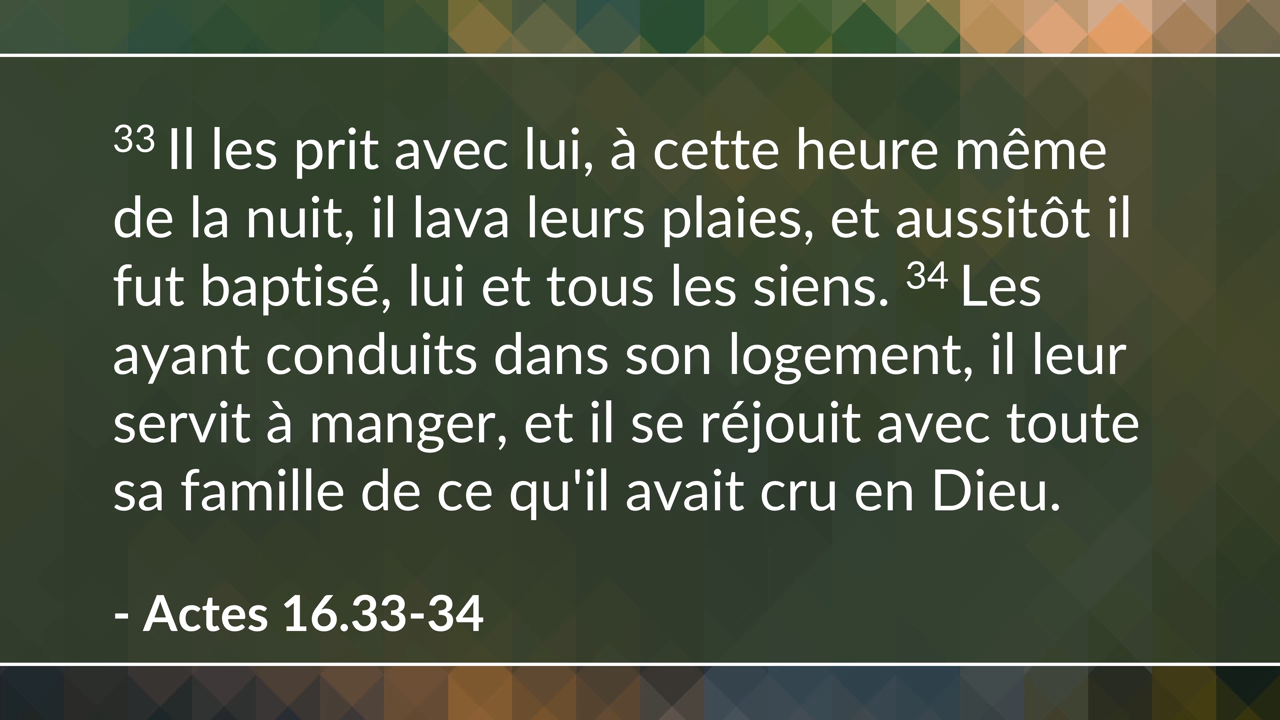 33 Il les prit avec lui, à cette heure même
de la nuit, il lava leurs plaies, et aussitôt il
fut baptisé, lui et tous les siens. 34 Les
ayant conduits dans son logement, il leur
servit à manger, et il se réjouit avec toute
sa famille de ce qu'il avait cru en Dieu.
- Actes 16.33-34